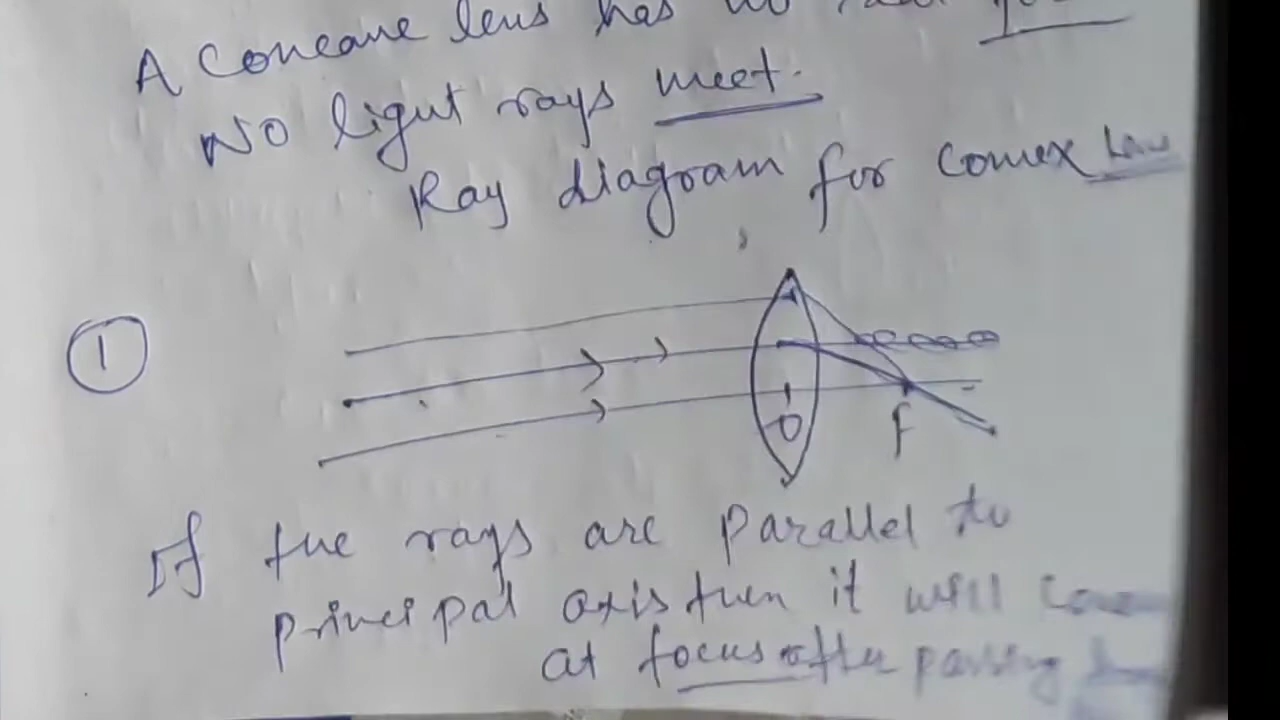 A Concave lens has no real
No light rays meet.
Ray diagram for convex
1
O
F
If the rays are parallel to
principal axis then it will
at focus after passing